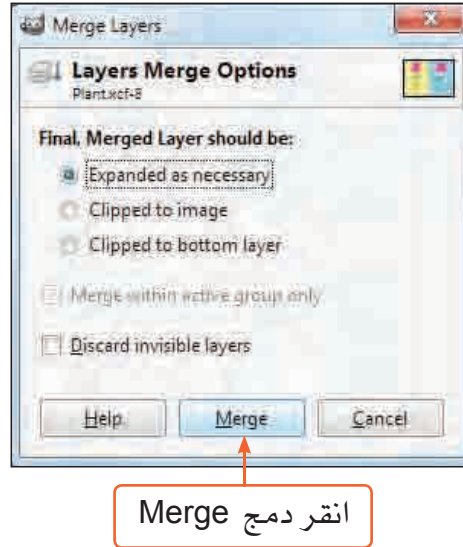 Merge Layers
Layers Merge Options
Plant.xcf-8
Final, Merged Layer should be:
Expanded as necessary
Clipped to image
Clipped to bottom layer
Merge within active group only
Discard invisible layers
Help Merge Cancel
انقر دمج Merge